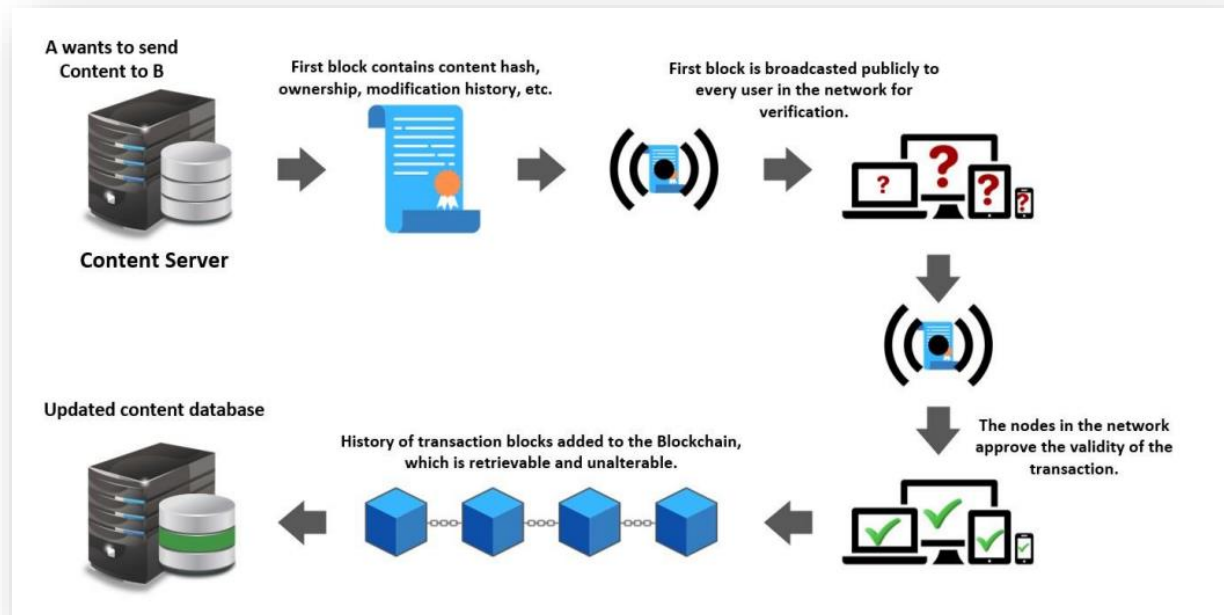 A wants to send
Content to B
First block contains content hash,
ownership, modification history, etc.
First block is broadcasted publicly to
every user in the network for
verification.
?
?
?
?
Content Server
The nodes in the network
approve the validity of the
transaction.
History of transaction blocks added to the Blockchain,
which is retrievable and unalterable.
Updated content database